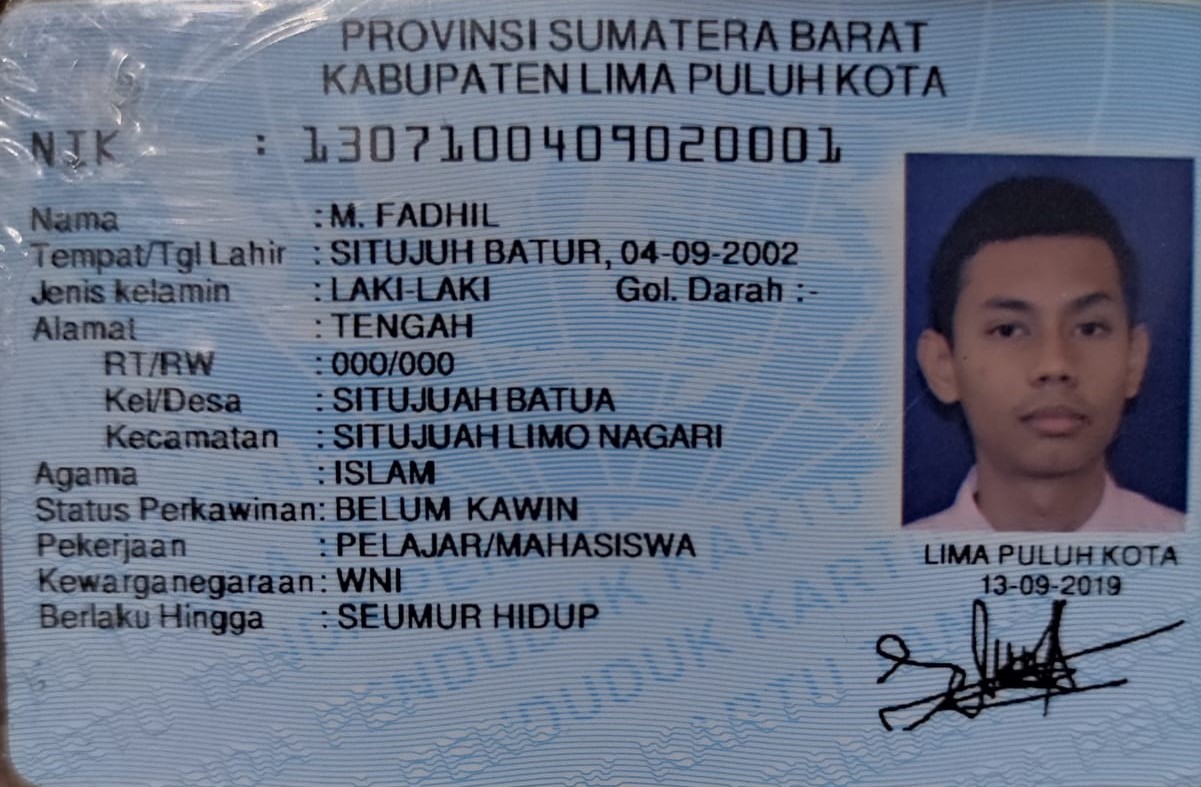 PROVINSI SUMATERA BARAT
KABUPATEN LIMA PULUH KOTA
NIK : 1307100409020001
Nama : M. FADHIL
Tempat/Tgl Lahir : SITUJUH BATUR, 04-09-2002
Jenis kelamin : LAKI-LAKI Gol. Darah :-
Alamat : TENGAH
RT/RW : 000/000
Kel/Desa : SITUJUAH BATUA
Kecamatan : SITUJUAH LIMO NAGARI
Agama : ISLAM
Status Perkawinan: BELUM KAWIN
Pekerjaan : PELAJAR/MAHASISWA
Kewarganegaraan: WNI
Berlaku Hingga : SEUMUR HIDUP
LIMA PULUH KOTA
13-09-2019